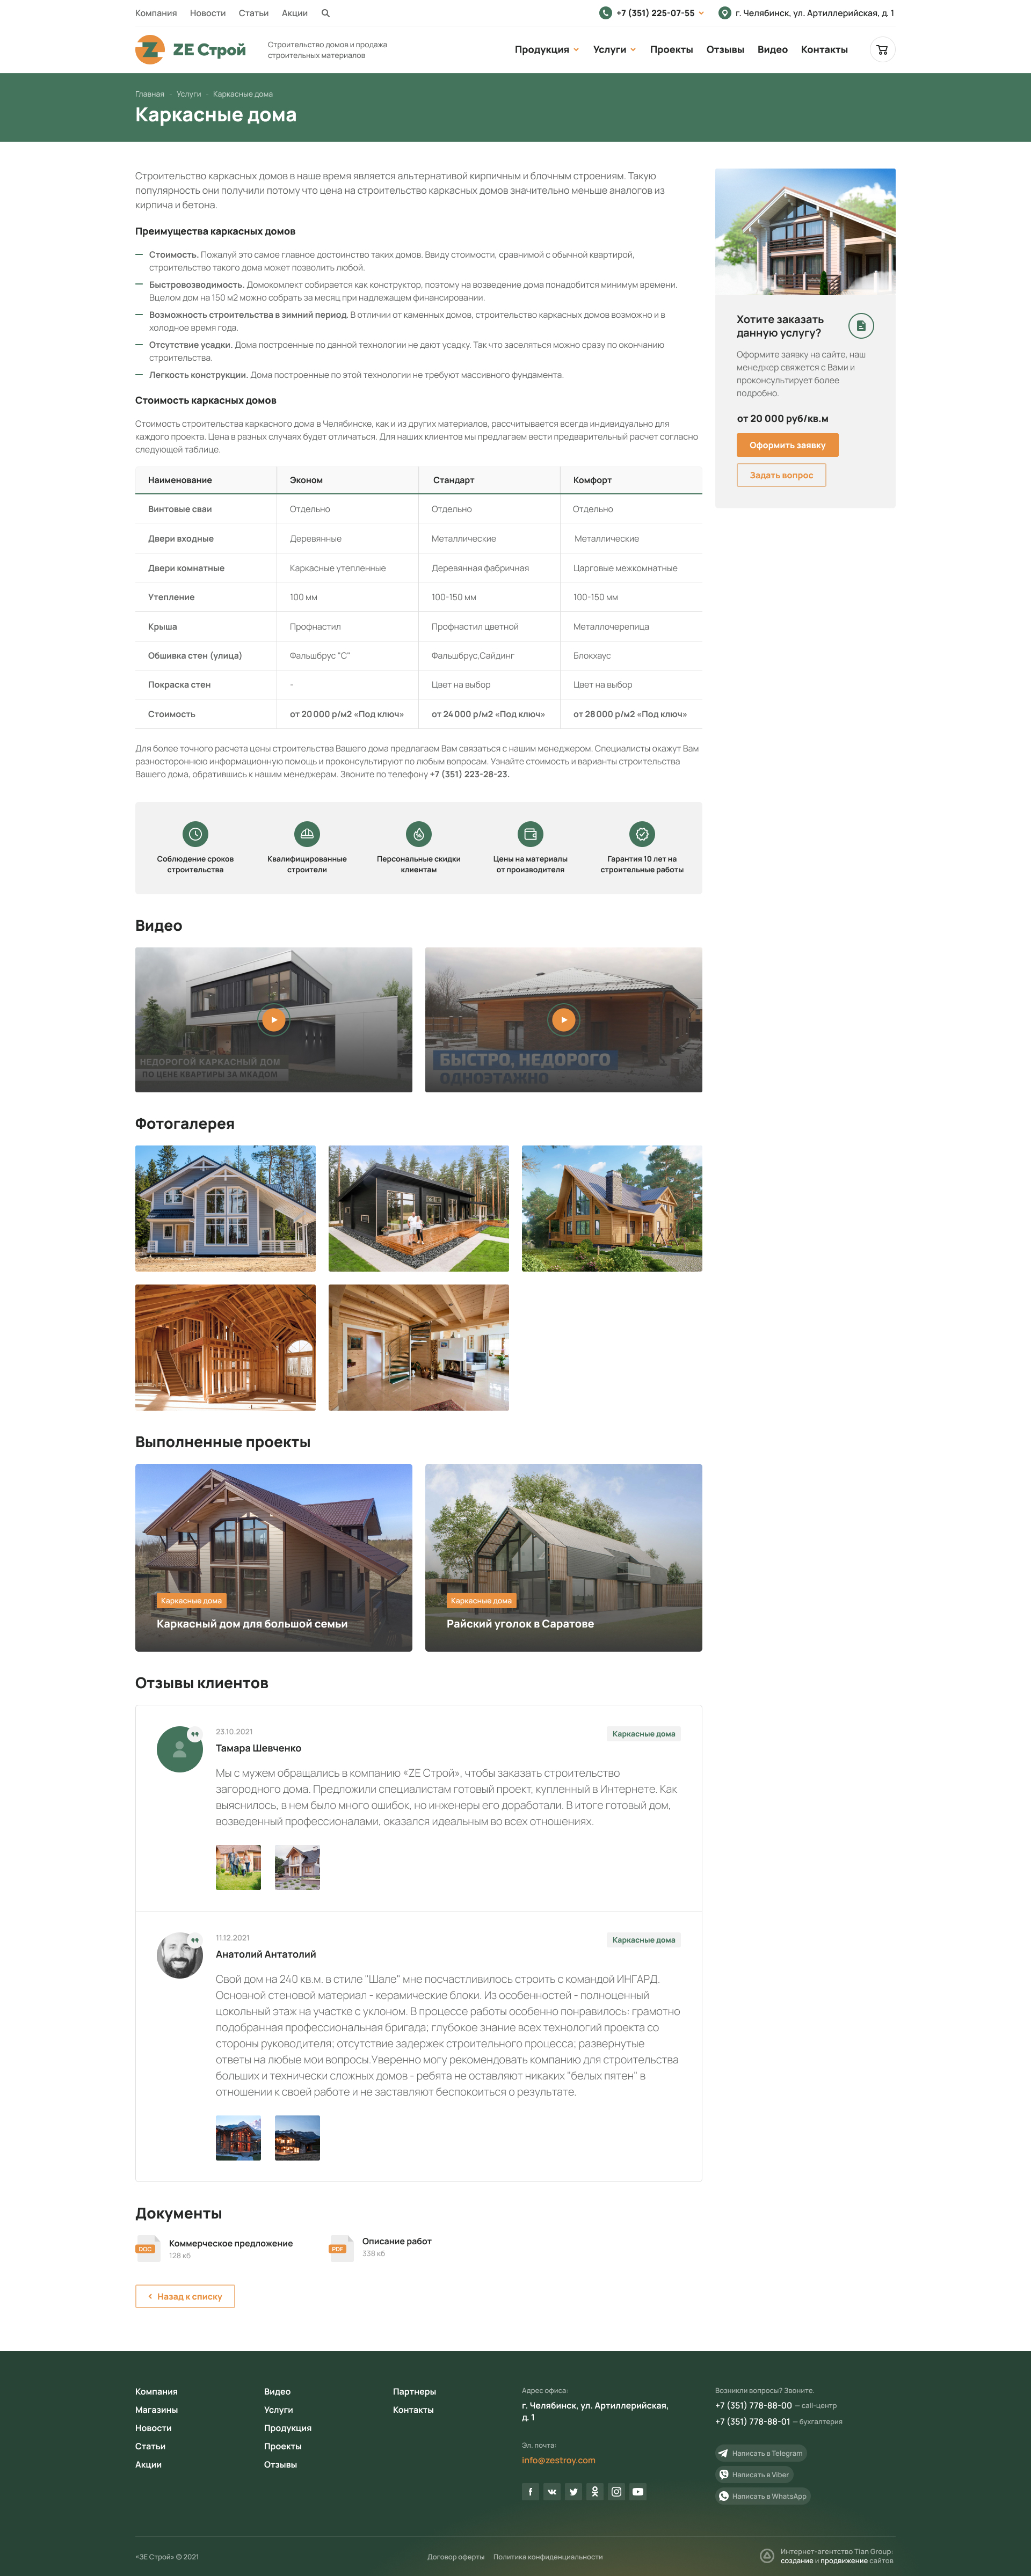 Компания Новости Статьи Акции
+7 (351) 225-07-55 г. Челябинск, ул. Артиллерийская, д. 1
ZE Строй
Строительство домов и продажа
строительных материалов
Продукция Услуги Проекты Отзывы Видео Контакты
Главная · Услуги · Каркасные дома
Каркасные дома
Строительство каркасных домов в наше время является альтернативой кирпичным и блочным строениям. Такую
популярность они получили потому что цена на строительство каркасных домов значительно меньше аналогов из
кирпича и бетона.
Преимущества каркасных домов
Стоимость. Пожалуй это самое главное достоинство таких домов. Ввиду стоимости, сравнимой с обычной квартирой,
строительство такого дома может позволить любой.
Быстровозводимость. Домокомлект собирается как конструктор, поэтому на возведение дома понадобится минимум времени.
Вцелом дом на 150 м2 можно собрать за месяц при надлежащем финансировании.
Возможность строительства в зимний период. В отличии от каменных домов, строительство каркасных домов возможно и в
холодное время года.
Отсутствие усадки. Дома построенные по данной технологии не дают усадку. Так что заселяться можно сразу по окончанию
строительства.
Легкость конструкции. Дома построенные по этой технологии не требуют массивного фундамента.
Стоимость каркасных домов
Стоимость строительства каркасного дома в Челябинске, как и из других материалов, рассчитывается всегда индивидуально для
каждого проекта. Цена в разных случаях будет отличаться. Для наших клиентов мы предлагаем вести предварительный расчет согласно
следующей таблице.
Наименование Эконом Стандарт Комфорт
Винтовые сваи Отдельно Отдельно Отдельно
Двери входные Деревянные Металлические Металлические
Двери комнатные Каркасные утепленные Деревянная фабричная Царговые межкомнатные
Утепление 100 мм 100-150 мм 100-150 мм
Крыша Профнастил Профнастил цветной Металлочерепица
Обшивка стен (улица) Фальшбрус "С" Фальшбрус,Сайдинг Блокхаус
Покраска стен - Цвет на выбор Цвет на выбор
Стоимость от 20 000 р/м2 «Под ключ» от 24 000 р/м2 «Под ключ» от 28 000 р/м2 «Под ключ»
Для более точного расчета цены строительства Вашего дома предлагаем Вам связаться с нашим менеджером. Специалисты окажут Вам
разностороннюю информационную помощь и проконсультируют по любым вопросам. Узнайте стоимость и варианты строительства
Вашего дома, обратившись к нашим менеджерам. Звоните по телефону +7 (351) 223-28-23.
Хотите заказать
данную услугу?
Оформите заявку на сайте, наш
менеджер свяжется с Вами и
проконсультирует более
подробно.
от 20 000 руб/кв.м
Оформить заявку
Задать вопрос
Соблюдение сроков
строительства
Квалифицированные
строители
Персональные скидки
клиентам
Цены на материалы
от производителя
Гарантия 10 лет на
строительные работы
Видео
НЕДОРОГОЙ КАРКАСНЫЙ ДОМ
ПО ЦЕНЕ КВАРТИРЫ ЗА МКАДОМ
БЫСТРО, НЕДОРОГО
ОДНОЭТАЖНО
Фотогалерея
Выполненные проекты
Каркасные дома
Каркасный дом для большой семьи
Каркасные дома
Райский уголок в Саратове
Отзывы клиентов
23.10.2021
Каркасные дома
Тамара Шевченко
Мы с мужем обращались в компанию «ZE Строй», чтобы заказать строительство
загородного дома. Предложили специалистам готовый проект, купленный в Интернете. Как
выяснилось, в нем было много ошибок, но инженеры его доработали. В итоге готовый дом,
возведенный профессионалами, оказался идеальным во всех отношениях.
11.12.2021
Каркасные дома
Анатолий Антатолий
Свой дом на 240 кв.м. в стиле "Шале" мне посчастливилось строить с командой ИНГАРД.
Основной стеновой материал - керамические блоки. Из особенностей - полноценный
цокольный этаж на участке с уклоном. В процессе работы особенно понравилось: грамотно
подобранная профессиональная бригада; глубокое знание всех технологий проекта со
стороны руководителя; отсутствие задержек строительного процесса; развернутые
ответы на любые мои вопросы.Уверенно могу рекомендовать компанию для строительства
больших и технически сложных домов - ребята не оставляют никаких "белых пятен" в
отношении к своей работе и не заставляют беспокоиться о результате.
Документы
DOC Коммерческое предложение
128 кб
PDF Описание работ
338 кб
Назад к списку
Компания
Магазины
Новости
Статьи
Акции
Видео
Услуги
Продукция
Проекты
Отзывы
Партнеры
Контакты
Адрес офиса:
г. Челябинск, ул. Артиллерийская,
д. 1
Эл. почта:
info@zestroy.com
Возникли вопросы? Звоните.
+7 (351) 778-88-00 — call-центр
+7 (351) 778-88-01 — бухгалтерия
Написать в Telegram
Написать в Viber
Написать в WhatsApp
«ЗЕ Строй» © 2021
Договор оферты Политика конфиденциальности
Интернет-агентство Tian Group:
создание и продвижение сайтов